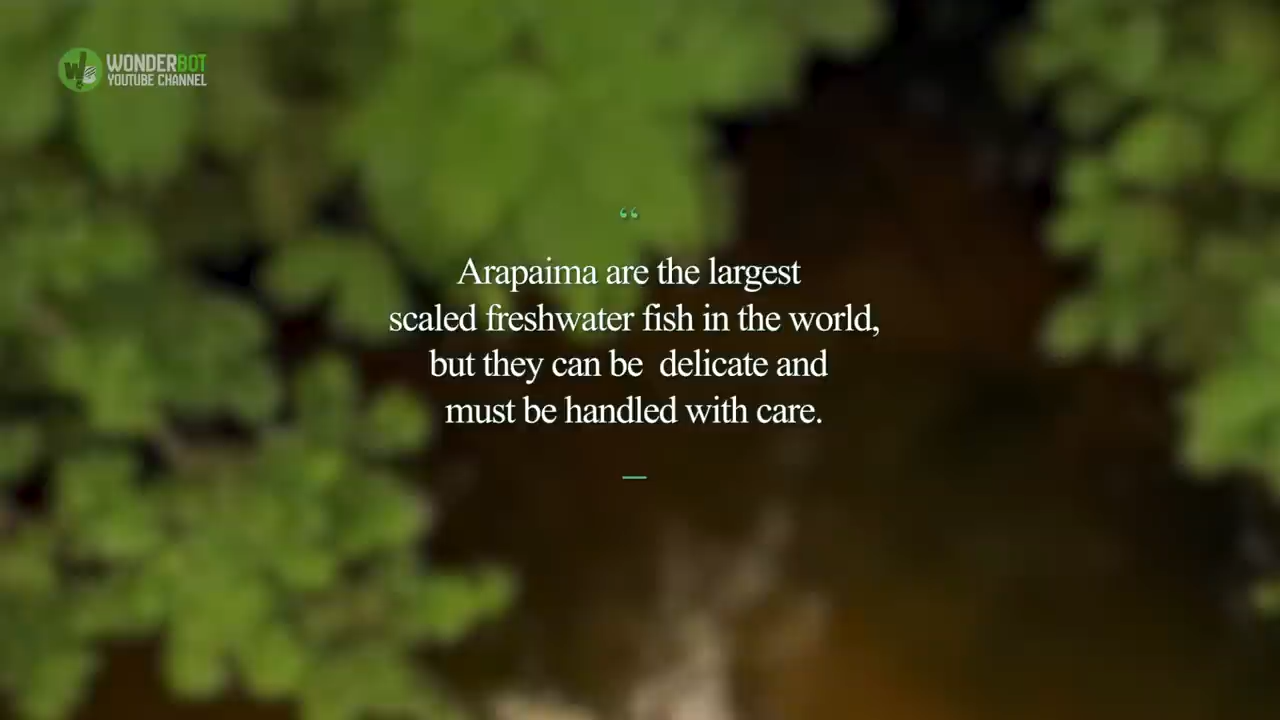 WONDERBOT
YOUTUBE CHANNEL
“
Arapaima are the largest
scaled freshwater fish in the world,
but they can be  delicate and
must be handled with care.
—